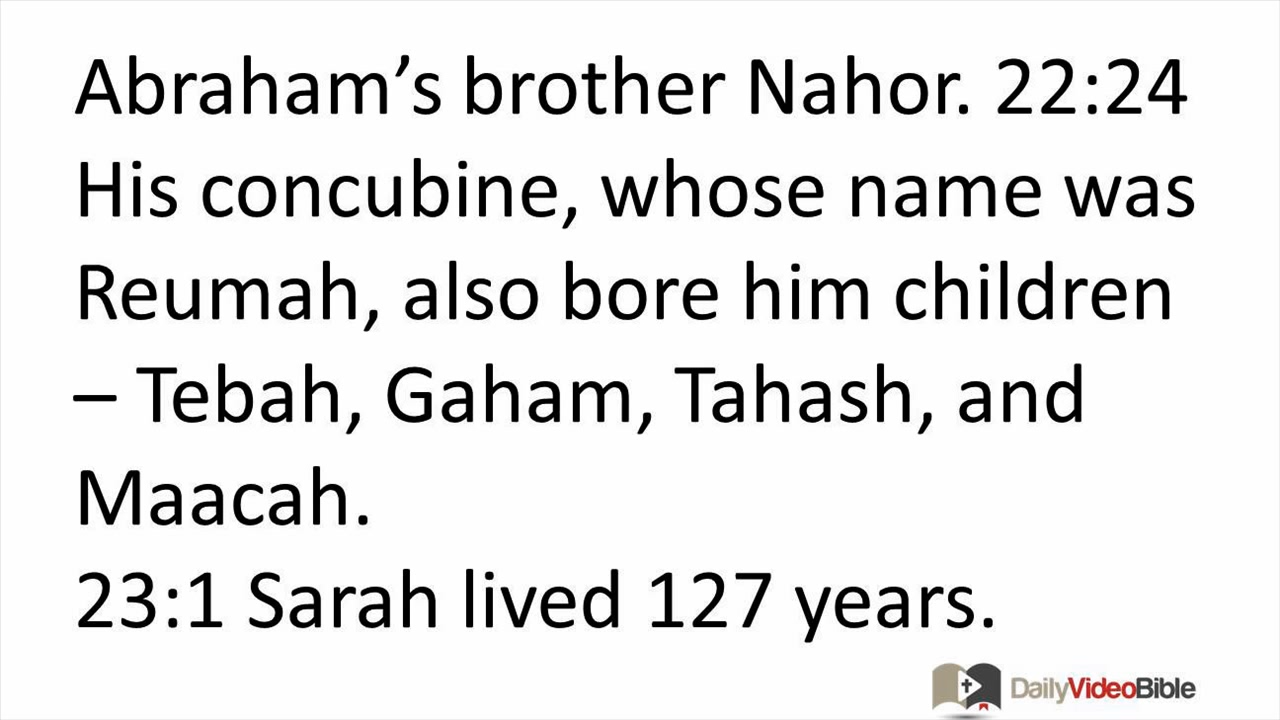 Abraham’s brother Nahor. 22:24
His concubine, whose name was
Reumah, also bore him children
– Tebah, Gaham, Tahash, and
Maacah.
23:1 Sarah lived 127 years.
DailyVideoBible